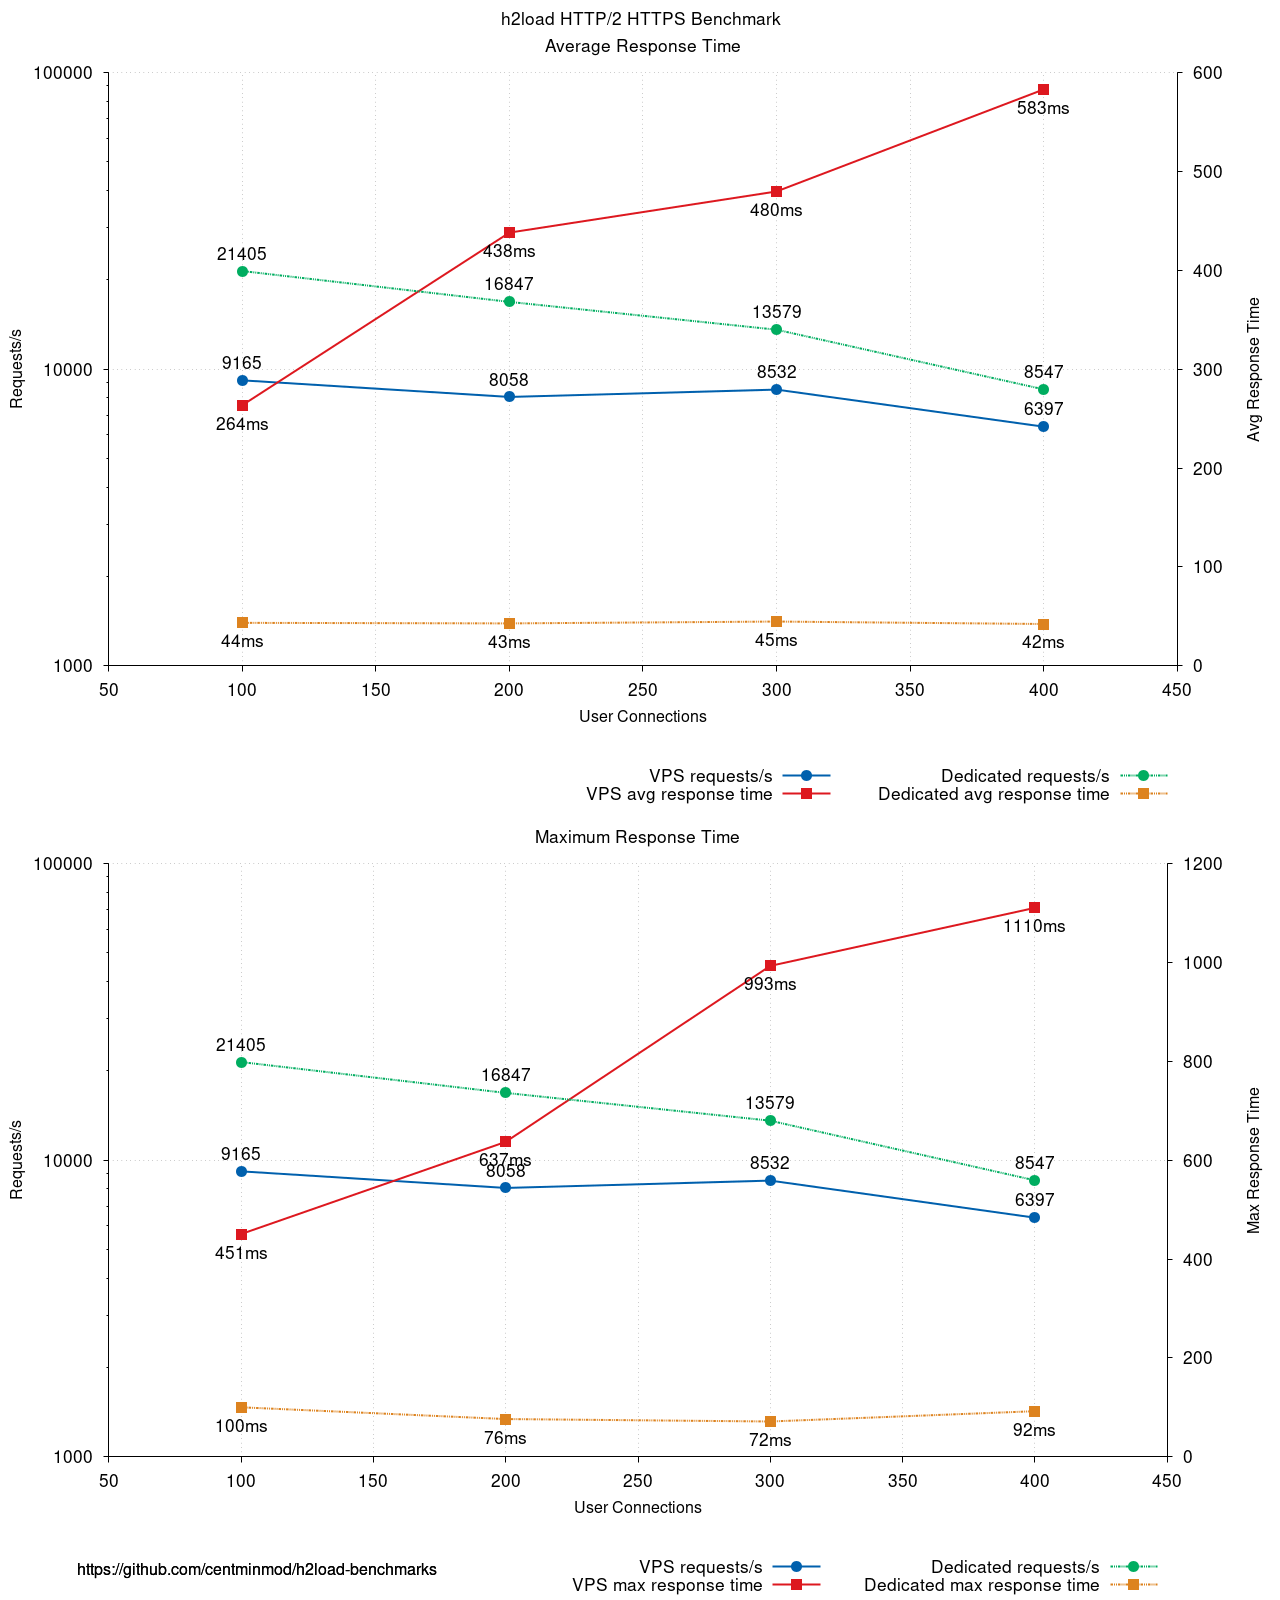 h2load HTTP/2 HTTPS Benchmark
Average Response Time
100000
600
583ms
500
480ms
438ms
21405
400
16847
13579
Requests/s
Avg Response Time
9165
8058
8532
8547
10000
300
6397
264ms
200
100
44ms
43ms
45ms
42ms
1000
0
50 100 150 200 250 300 350 400 450
User Connections
VPS requests/s
Dedicated requests/s
VPS avg response time
Dedicated avg response time
Maximum Response Time
100000
1200
1110ms
1000
993ms
21405
800
16847
13579
Requests/s
Max Response Time
9165
637ms
8058
8532
8547
10000
600
6397
451ms
400
200
100ms
76ms
72ms
92ms
1000
0
50 100 150 200 250 300 350 400 450
User Connections
https://github.com/centminmod/h2load-benchmarks
VPS requests/s
Dedicated requests/s
VPS max response time
Dedicated max response time